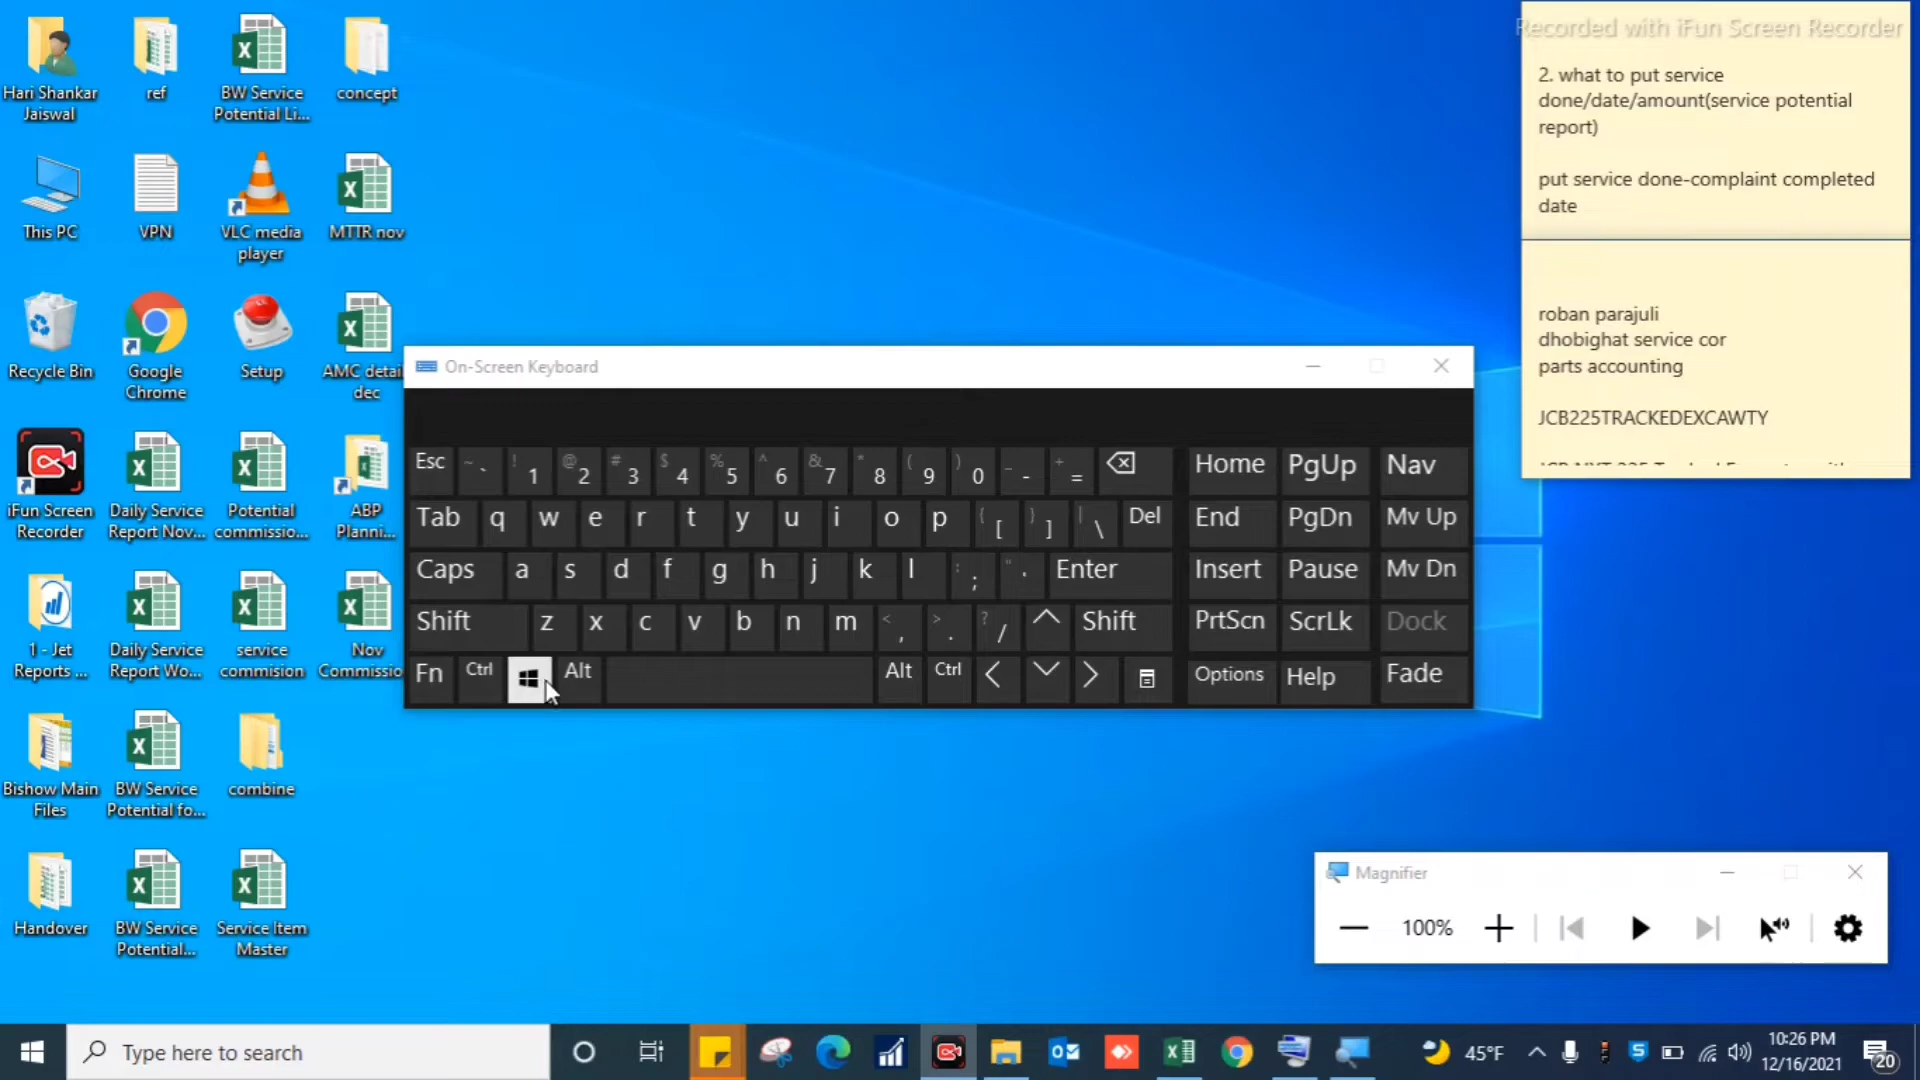 Hari Shankar
Jaiswal
ref
BW Service
Potential Li...
concept
This PC
VPN
VLC media
player
MTTR nov
Recycle Bin
Google
Chrome
Setup
AMC detail
dec
iFun Screen
Recorder
Daily Service
Report Nov...
Potential
commissio...
ABP
Planni...
1 - Jet
Reports ...
Daily Service
Report Wo...
service
commision
Nov
Commissio
Bishow Main
Files
BW Service
Potential fo...
combine
Handover
BW Service
Potential...
Service Item
Master
Recorded with iFun Screen Recorder
2. what to put service
done/date/amount(service potential
report)
put service done-complaint completed
date
roban parajuli
dhobighat service cor
parts accounting
JCB225TRACKEDEXCAWTY
On-Screen Keyboard
Esc ~ ` ! 1 @ 2 # 3 $ 4 % 5 ^ 6 & 7 * 8 ( 9 ) 0 _ - + = Home PgUp Nav
Tab q w e r t y u i o p { [ } ] | \ Del End PgDn Mv Up
Caps a s d f g h j k l : ; " ' Enter Insert Pause Mv Dn
Shift z x c v b n m < , > . ? / Shift PrtScn ScrLk Dock
Fn Ctrl Alt Alt Ctrl Options Help Fade
Magnifier
100%
Type here to search
45°F
10:26 PM
12/16/2021
20